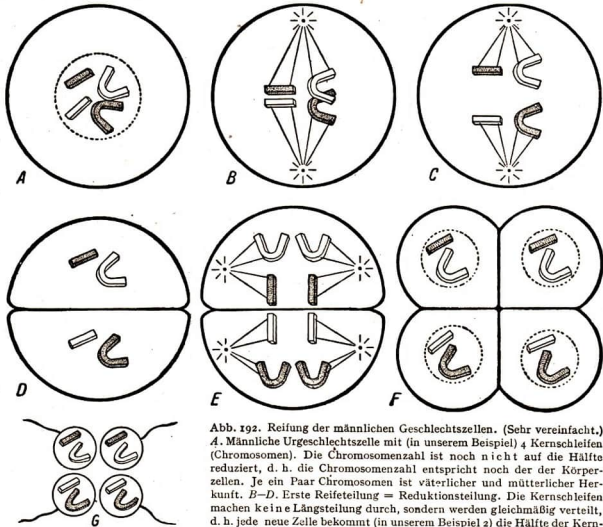 A
B
C
D
E
F
G
Abb. 192. Reifung der männlichen Geschlechtszellen. (Sehr vereinfacht.)
A. Männliche Urgeschlechtszelle mit (in unserem Beispiel) 4 Kernschleifen
(Chromosomen). Die Chromosomenzahl ist noch nicht auf die Hälfte
reduziert, d. h. die Chromosomenzahl entspricht noch der der Körper-
zellen. Je ein Paar Chromosomen ist väterlicher und mütterlicher Her-
kunft. B–D. Erste Reifeteilung = Reduktionsteilung. Die Kernschleifen
machen keine Längsteilung durch, sondern werden gleichmäßig verteilt,
d. h. jede neue Zelle bekommt (in unserem Beispiel 2) die Hälfte der Kern-